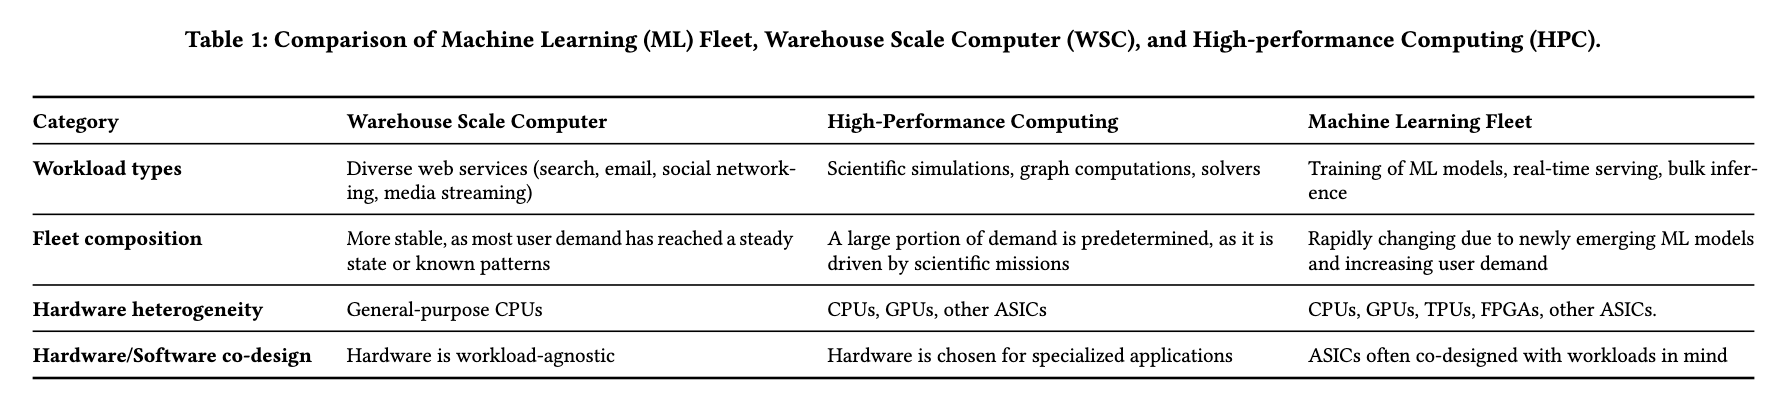 Table 1: Comparison of Machine Learning (ML) Fleet, Warehouse Scale Computer (WSC), and High-performance Computing (HPC).
Category Warehouse Scale Computer High-Performance Computing Machine Learning Fleet
Workload types Diverse web services (search, email, social network- Scientific simulations, graph computations, solvers Training of ML models, real-time serving, bulk infer-
ing, media streaming) ence
Fleet composition More stable, as most user demand has reached a steady A large portion of demand is predetermined, as it is Rapidly changing due to newly emerging ML models
state or known patterns driven by scientific missions and increasing user demand
Hardware heterogeneity General-purpose CPUs CPUs, GPUs, other ASICs CPUs, GPUs, TPUs, FPGAs, other ASICs.
Hardware/Software co-design Hardware is workload-agnostic Hardware is chosen for specialized applications ASICs often co-designed with workloads in mind